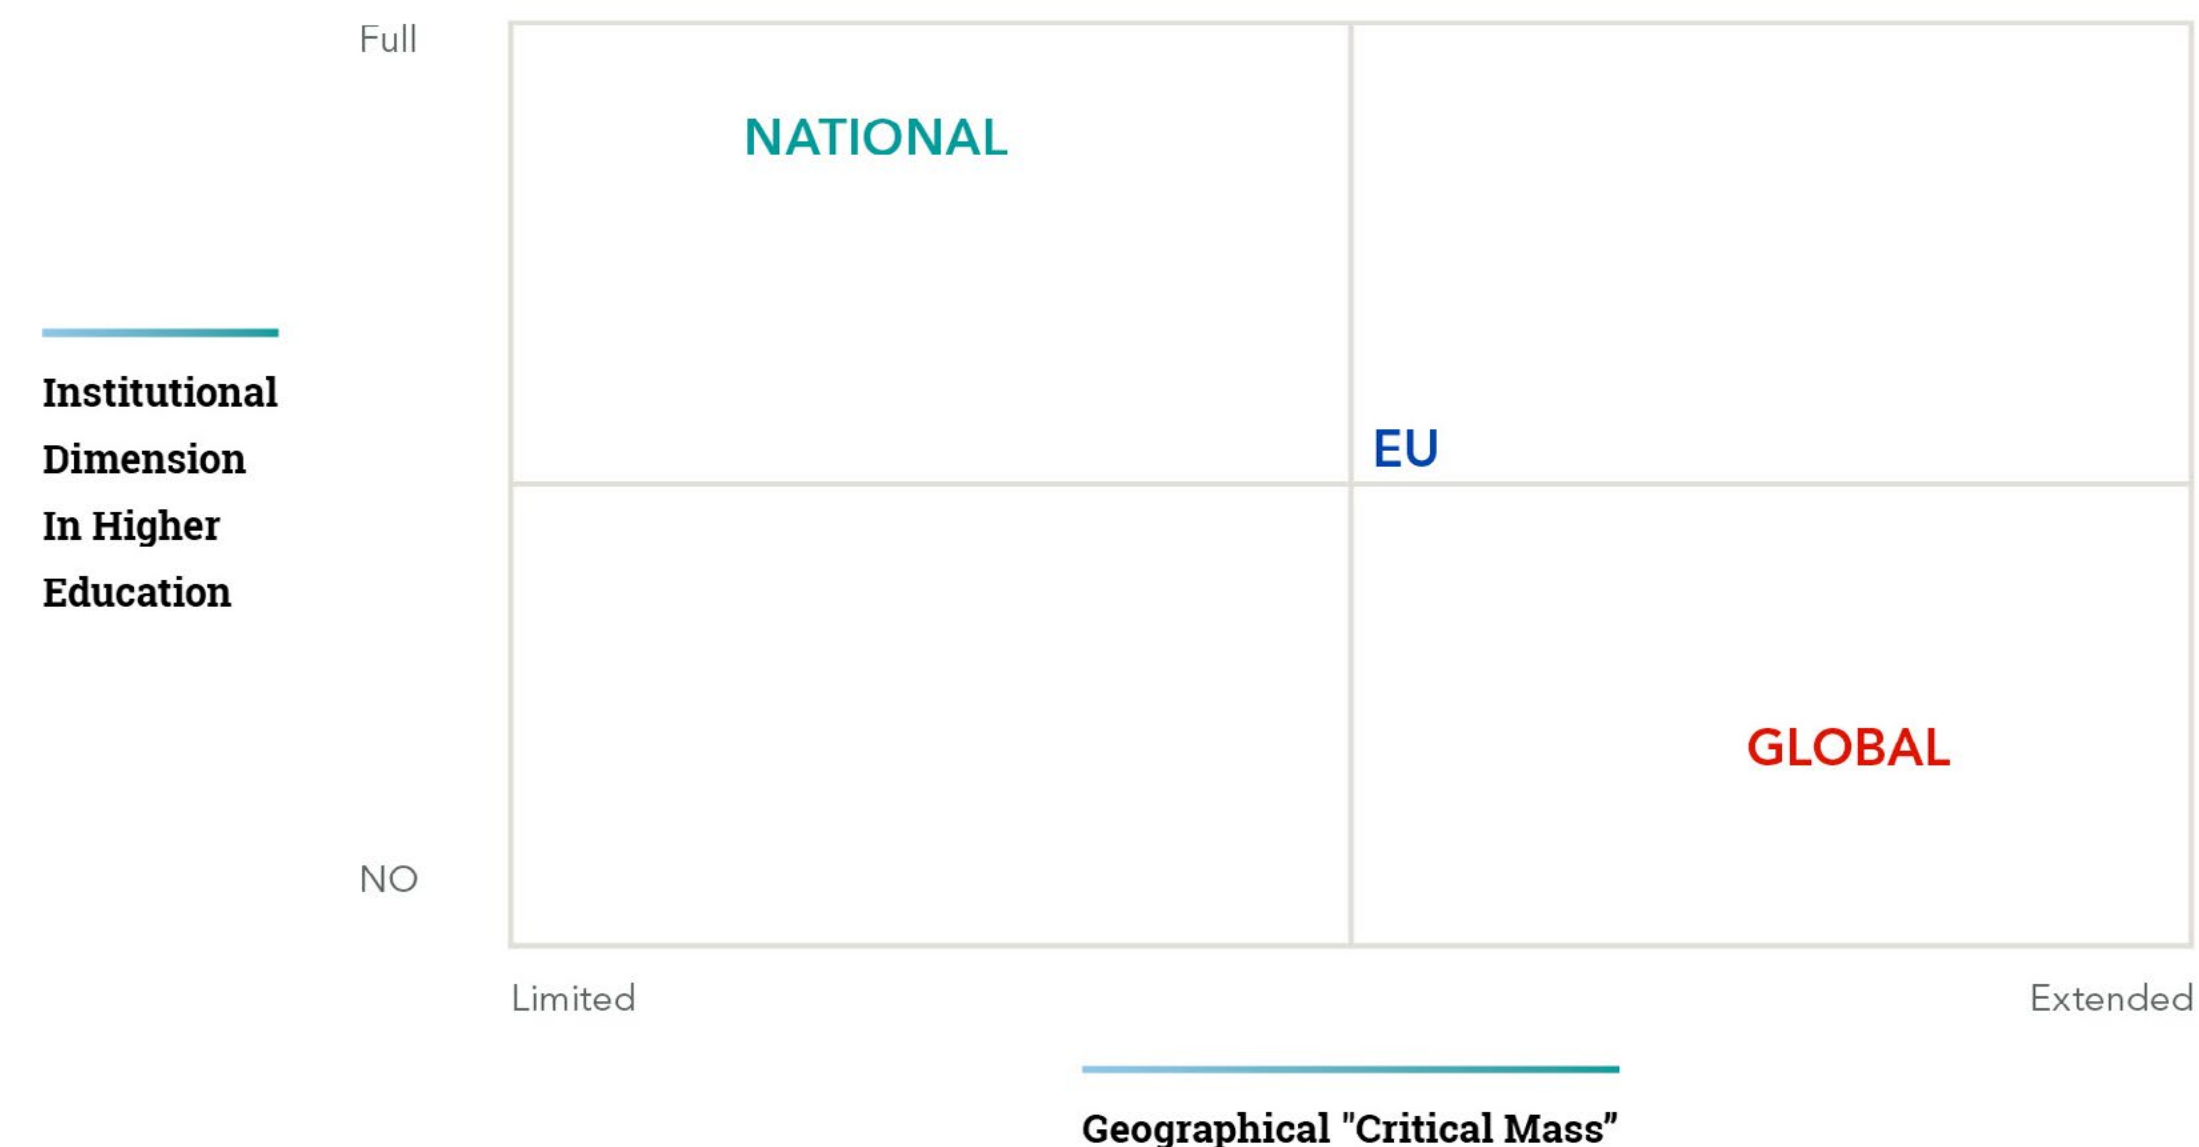 Full
NATIONAL
EU
Institutional
Dimension
In Higher
Education
GLOBAL
NO
Limited
Extended
Geographical "Critical Mass”